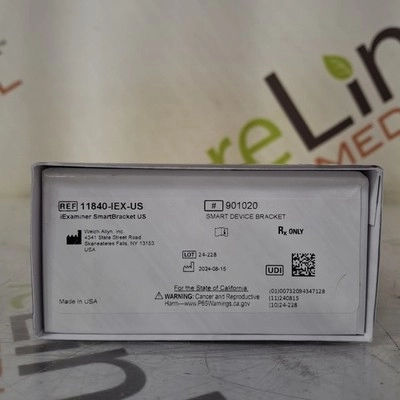 reLin
MEDICAL
REF 11840-IEX-US
iExaminer SmartBracket US
# 901020
SMART DEVICE BRACKET
Welch Allyn, Inc.
4341 State Street Road
Skaneateles Falls, NY 13153
USA
Rx ONLY
LOT 24-228
2024-08-15
UDI
For the State of California:
WARNING: Cancer and Reproductive
Harm—www.P65Warnings.ca.gov
Made in USA
(01)00732094347128
(11)240815
(10)24-228